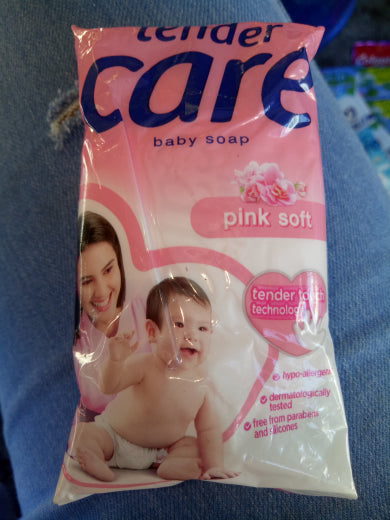 tender
care
baby soap
pink soft
tender touch
technology
hypo-allergenic
dermatologically
tested
free from parabens
and silicones